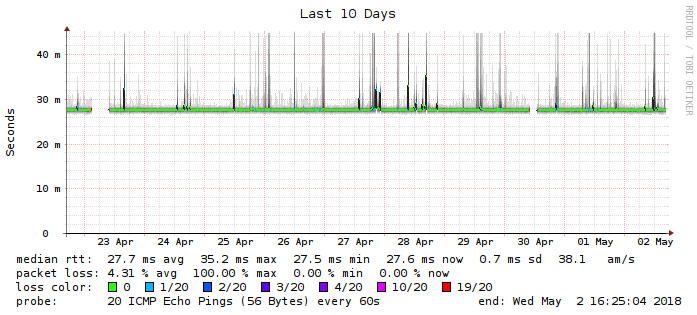 Last 10 Days
RRDTOOL / TOBI OETIKER
Seconds
40 m
30 m
20 m
10 m
0
23 Apr 24 Apr 25 Apr 26 Apr 27 Apr 28 Apr 29 Apr 30 Apr 01 May 02 May
median rtt: 27.7 ms avg 35.2 ms max 27.5 ms min 27.6 ms now 0.7 ms sd 38.1 am/s
packet loss: 4.31 % avg 100.00 % max 0.00 % min 0.00 % now
loss color: 0 1/20 2/20 3/20 4/20 10/20 19/20
probe: 20 ICMP Echo Pings (56 Bytes) every 60s end: Wed May 2 16:25:04 2018